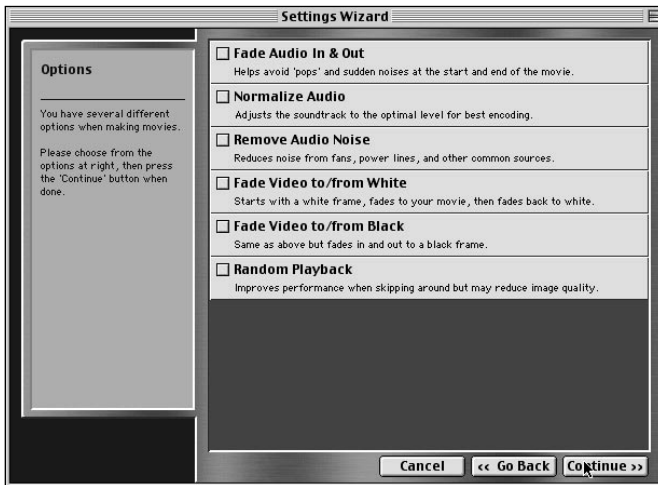 Settings Wizard
Options
You have several different
options when making movies.
Please choose from the
options at right, then press
the 'Continue' button when
done.
Fade Audio In & Out
Helps avoid 'pops' and sudden noises at the start and end of the movie.
Normalize Audio
Adjusts the soundtrack to the optimal level for best encoding.
Remove Audio Noise
Reduces noise from fans, power lines, and other common sources.
Fade Video to/from White
Starts with a white frame, fades to your movie, then fades back to white.
Fade Video to/from Black
Same as above but fades in and out to a black frame.
Random Playback
Improves performance when skipping around but may reduce image quality.
Cancel << Go Back Continue >>